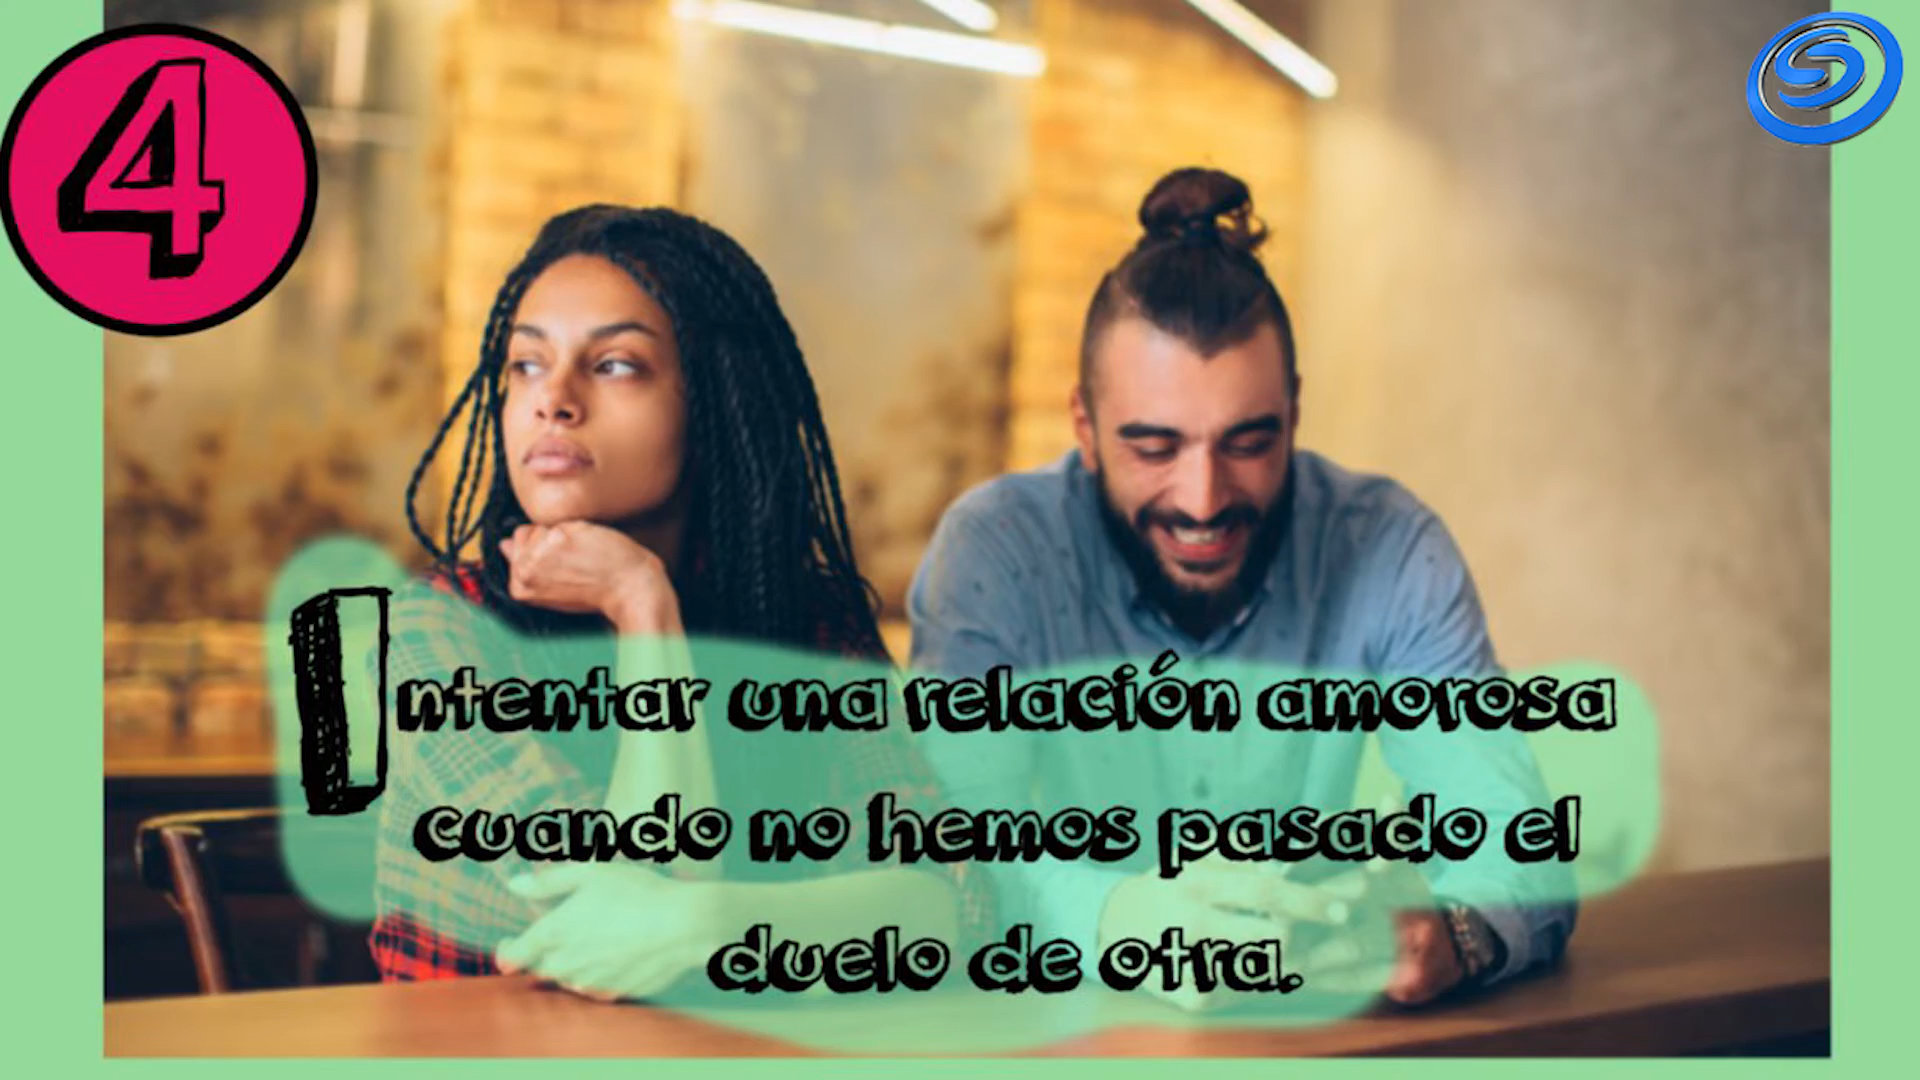 4
Intentar una relación amorosa
cuando no hemos pasado el
duelo de otra.